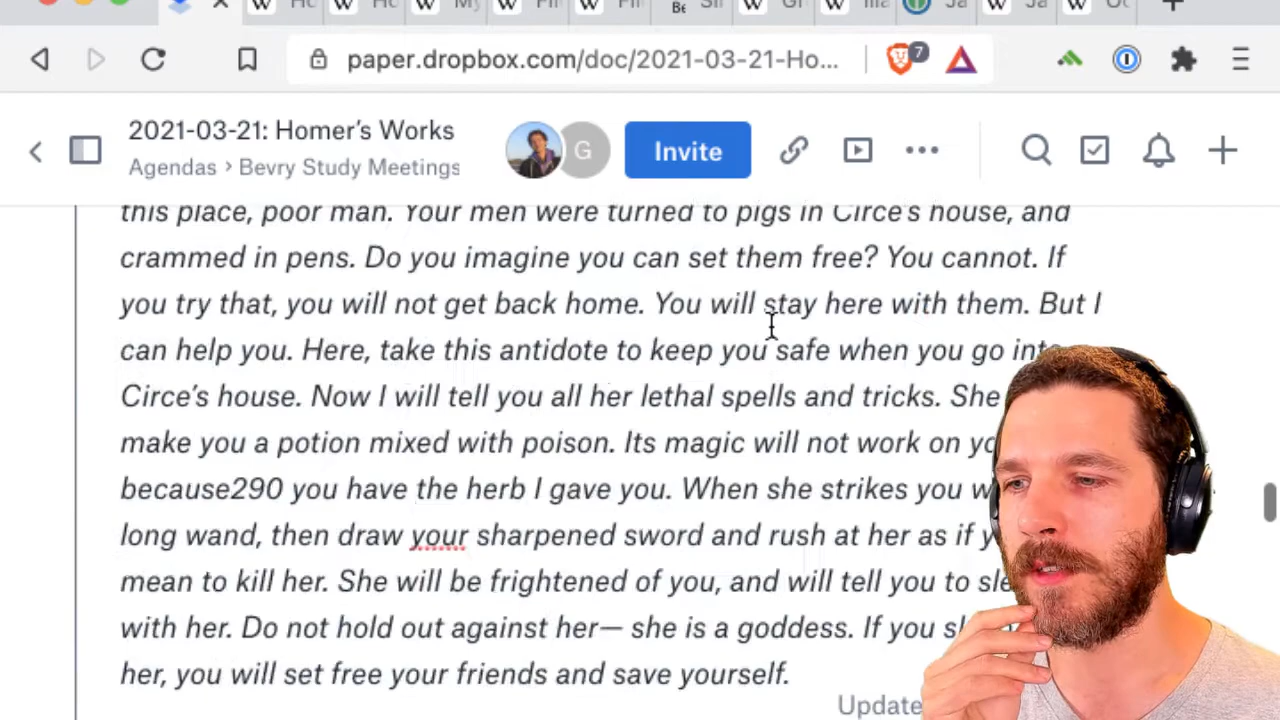 paper.dropbox.com/doc/2021-03-21-Ho...
7
2021-03-21: Homer's Works
Agendas > Bevry Study Meetings
G
Invite
this place, poor man. Your men were turned to pigs in Circe's house, and
crammed in pens. Do you imagine you can set them free? You cannot. If
you try that, you will not get back home. You will stay here with them. But I
can help you. Here, take this antidote to keep you safe when you go into
Circe's house. Now I will tell you all her lethal spells and tricks. She
make you a potion mixed with poison. Its magic will not work on
because290 you have the herb I gave you. When she strikes you
long wand, then draw your sharpened sword and rush at her as if
mean to kill her. She will be frightened of you, and will tell you to
with her. Do not hold out against her— she is a goddess. If you
her, you will set free your friends and save yourself.
Update